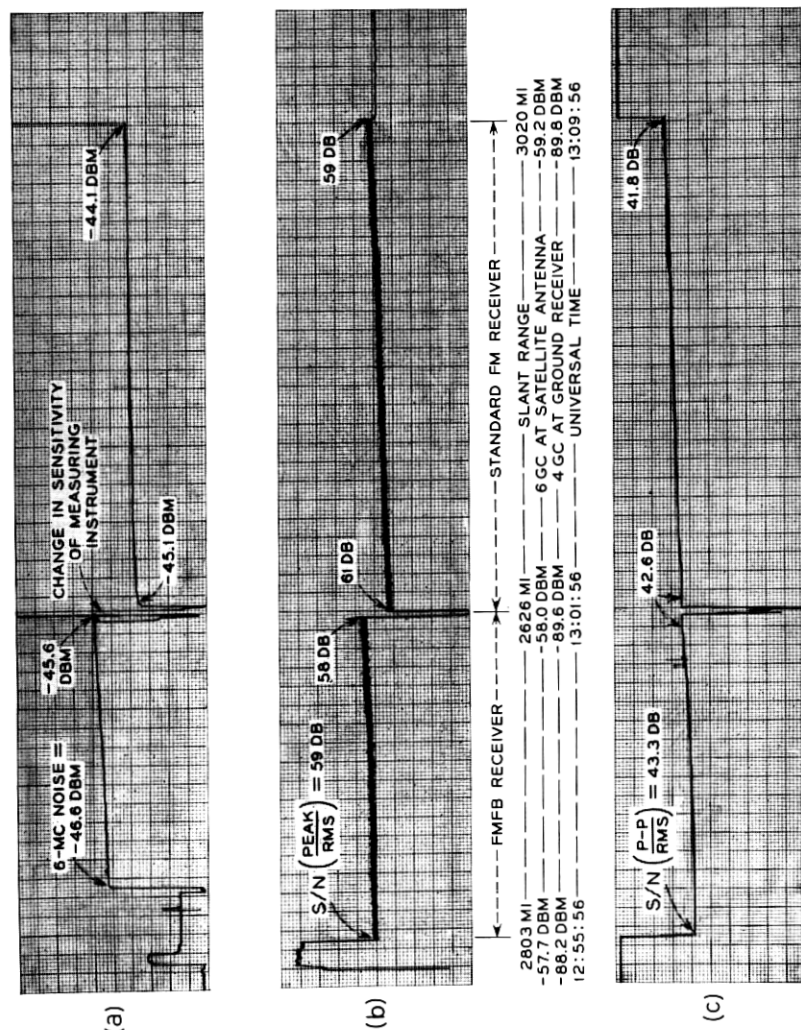 (a)
6-MC NOISE =
-46.6 DBM
-45.6
DBM
CHANGE IN SENSITIVITY
OF MEASURING
INSTRUMENT
-45.1 DBM
-44.1 DBM
(b)
S/N (PEAK/RMS) = 59 DB
58 DB
61 DB
59 DB
FMFB RECEIVER
STANDARD FM RECEIVER
2803 MI 2626 MI SLANT RANGE 3020 MI
-57.7 DBM -58.0 DBM 6 GC AT SATELLITE ANTENNA -59.2 DBM
-88.2 DBM -89.6 DBM 4 GC AT GROUND RECEIVER -89.8 DBM
12:55:56 13:01:56 UNIVERSAL TIME 13:09:56
(c)
S/N (P-P/RMS) = 43.3 DB
42.6 DB
41.8 DB